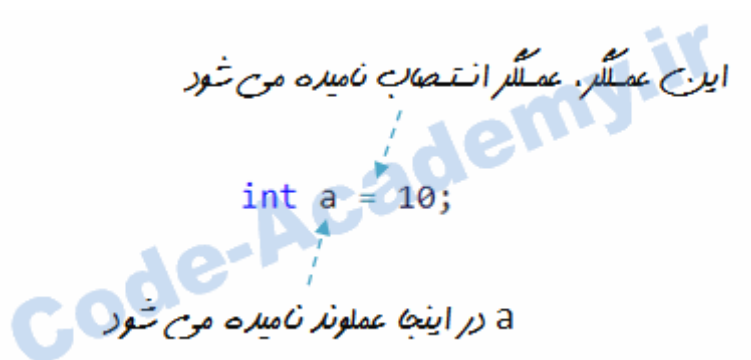 این عملگر، عملگر انتصاب نامیده می شود
int a = 10;
a در اینجا عملوند نامیده می شود
Code-Academy.ir